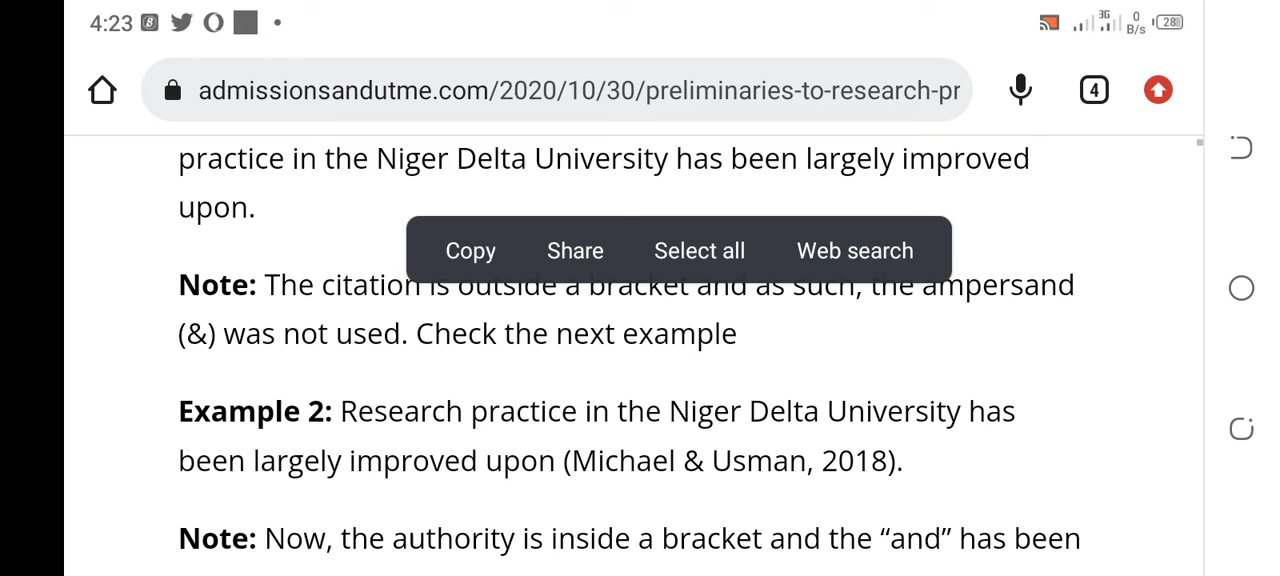 4:23 3G 0 B/s 28
admissionsandutme.com/2020/10/30/preliminaries-to-research-pr 4
practice in the Niger Delta University has been largely improved
upon.
Copy Share Select all Web search
Note: The citation is outside a bracket and as such, the ampersand
(&) was not used. Check the next example
Example 2: Research practice in the Niger Delta University has
been largely improved upon (Michael & Usman, 2018).
Note: Now, the authority is inside a bracket and the “and” has been